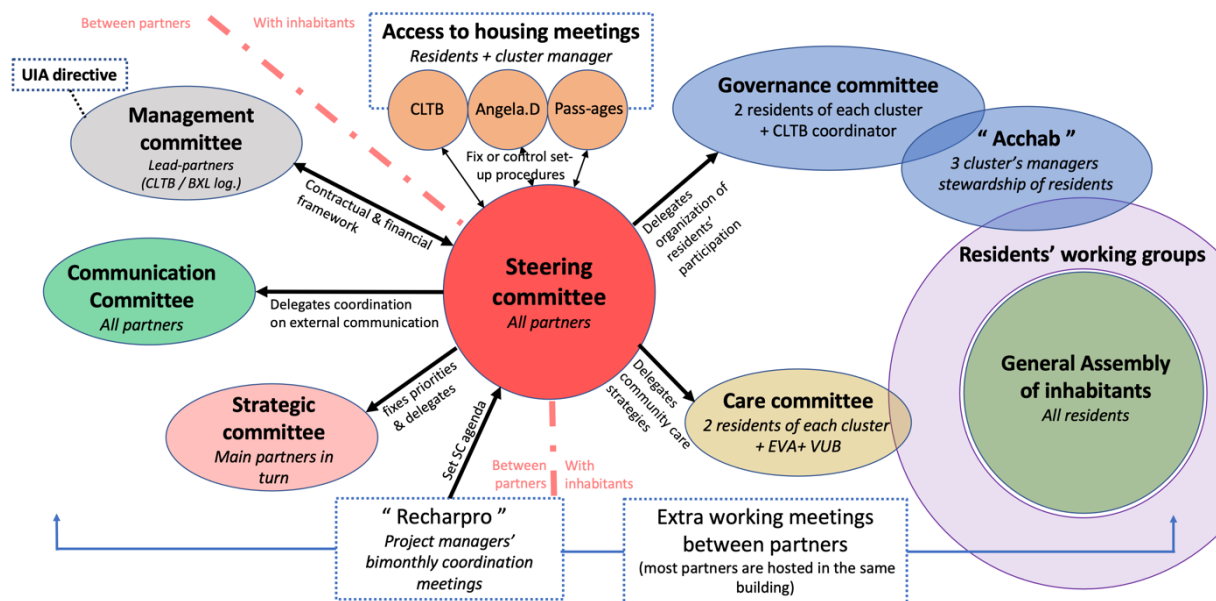 Between partners
With inhabitants
Access to housing meetings
Residents + cluster manager
CLTB
Angela.D
Pass-ages
Fix or control set-
up procedures
UIA directive
Management
committee
Lead-partners
(CLTB / BXL log.)
Contractual & financial
framework
Governance committee
2 residents of each cluster
+ CLTB coordinator
“ Acchab ”
3 cluster’s managers
stewardship of residents
Delegates
organization of
residents’
participation
Communication
Committee
All partners
Delegates coordination
on external communication
Steering
committee
All partners
Residents’ working groups
General Assembly
of inhabitants
All residents
Strategic
committee
Main partners in
turn
fixes priorities
& delegates
Set SC agenda
Delegates
community care
strategies
Care committee
2 residents of each cluster
+ EVA+ VUB
Between
partners
With
inhabitants
“ Recharpro ”
Project managers’
bimonthly coordination
meetings
Extra working meetings
between partners
(most partners are hosted in the same
building)